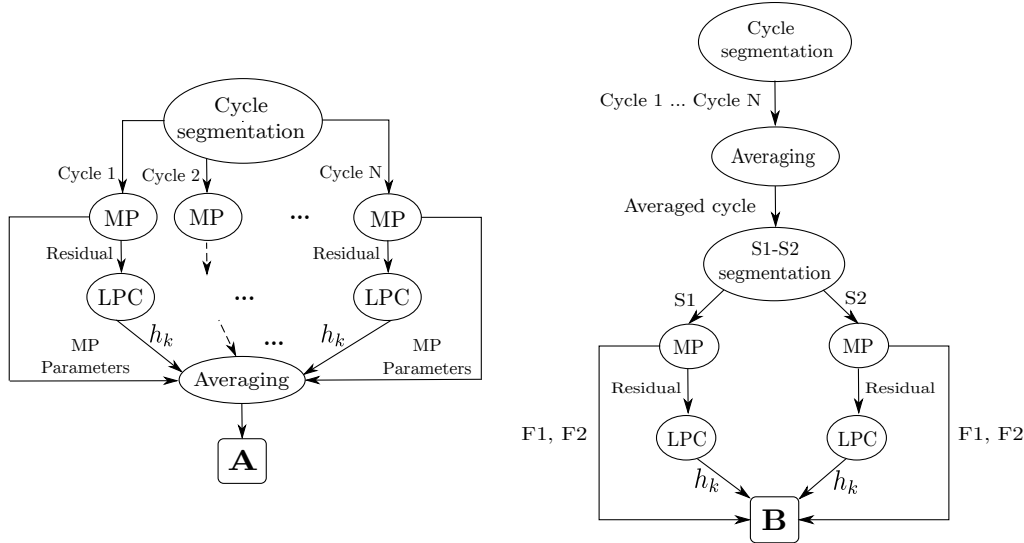 Cycle
segmentation
Cycle 1
Cycle 2
Cycle N
MP
MP
...
MP
Residual
Residual
LPC
...
LPC
h_k
...
h_k
MP
Parameters
MP
Parameters
Averaging
A
Cycle
segmentation
Cycle 1 ... Cycle N
Averaging
Averaged cycle
S1-S2
segmentation
S1
S2
MP
MP
Residual
Residual
F1, F2
LPC
LPC
F1, F2
h_k
h_k
B